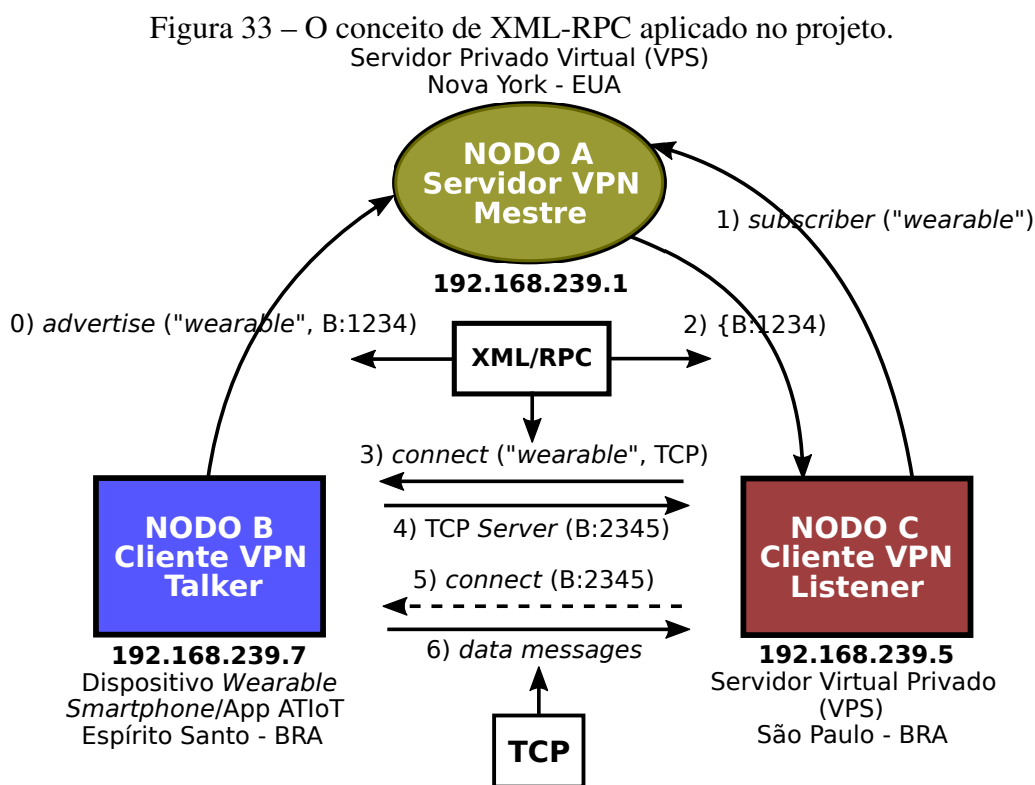 Figura 33 – O conceito de XML-RPC aplicado no projeto.
Servidor Privado Virtual (VPS)
Nova York - EUA
NODO A
Servidor VPN
Mestre
192.168.239.1
1) subscriber ("wearable")
0) advertise ("wearable", B:1234)
2) {B:1234)
XML/RPC
3) connect ("wearable", TCP)
4) TCP Server (B:2345)
5) connect (B:2345)
6) data messages
TCP
NODO B
Cliente VPN
Talker
192.168.239.7
Dispositivo Wearable
Smartphone/App ATIoT
Espírito Santo - BRA
NODO C
Cliente VPN
Listener
192.168.239.5
Servidor Virtual Privado
(VPS)
São Paulo - BRA